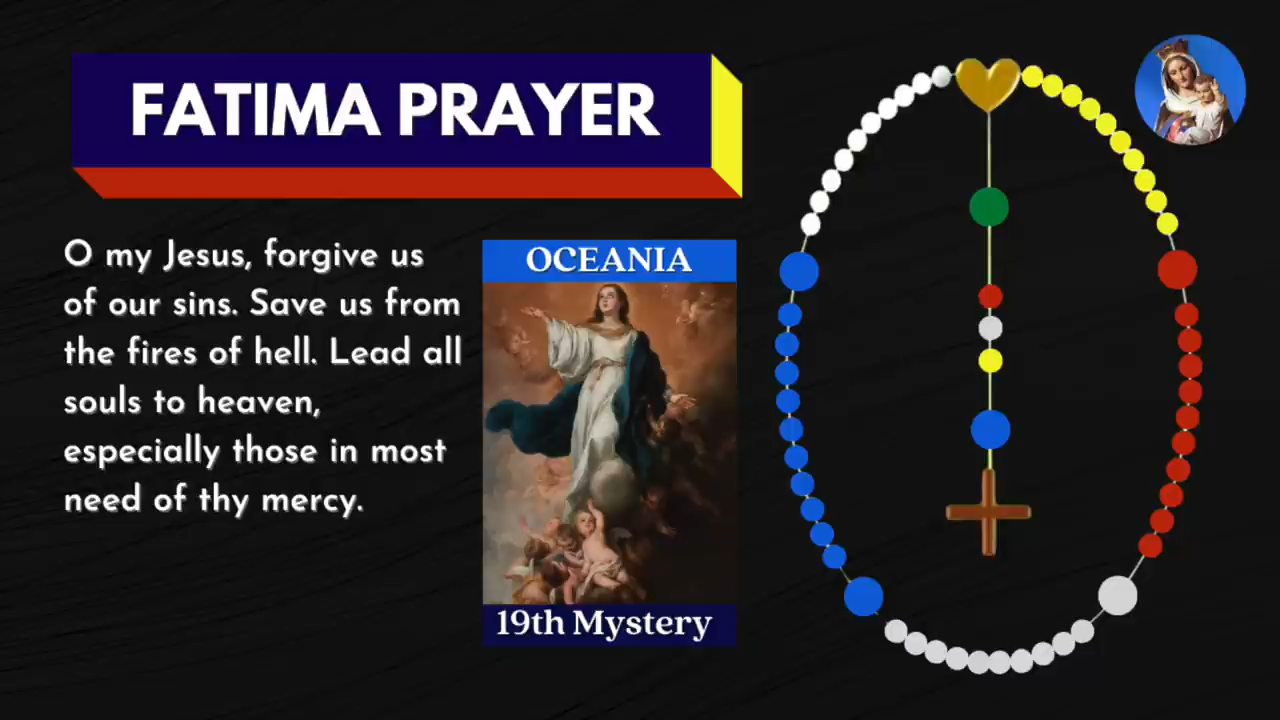 FATIMA PRAYER
O my Jesus, forgive us
of our sins. Save us from
the fires of hell. Lead all
souls to heaven,
especially those in most
need of thy mercy.
OCEANIA
19th Mystery